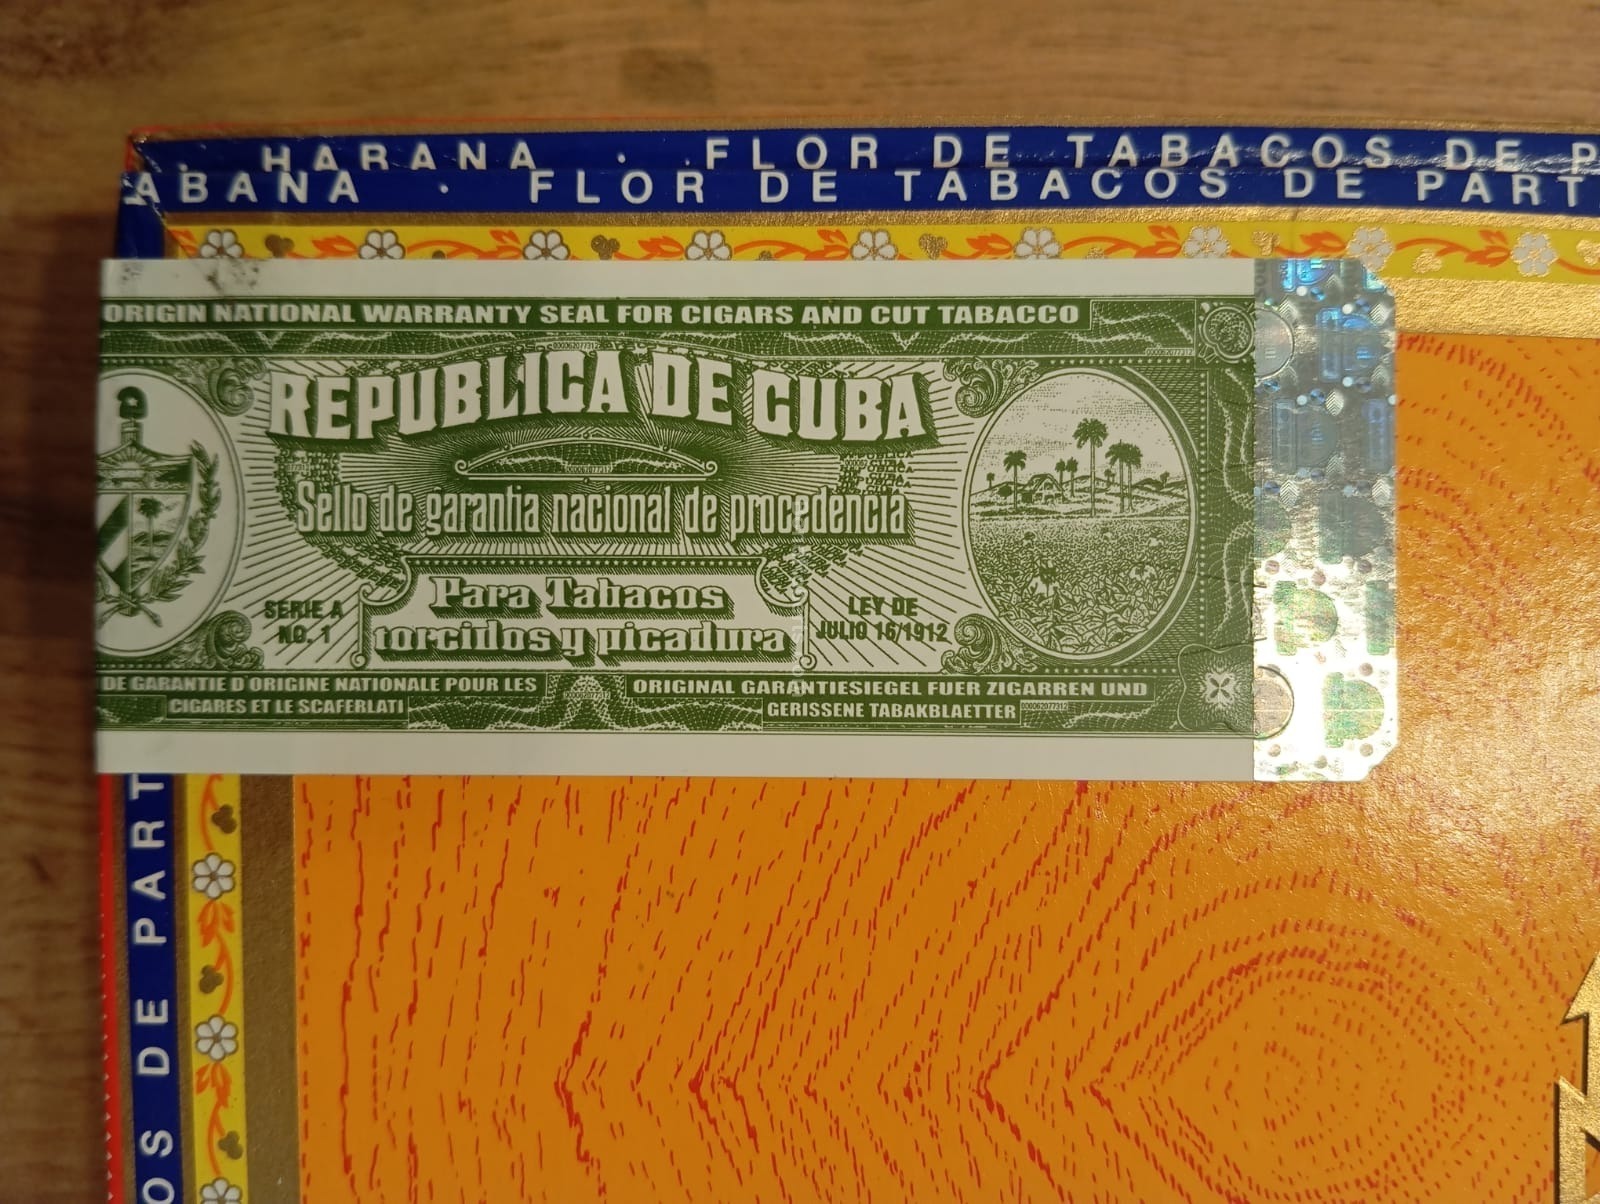 HARANA · FLOR DE TABACOS DE P
ABANA · FLOR DE TABACOS DE PART
ORIGIN NATIONAL WARRANTY SEAL FOR CIGARS AND CUT TABACCO
REPUBLICA DE CUBA
Sello de garantia nacional de procedencia
Para Tabacos
torcidos y picadura
SERIE A
NO. 1
LEY DE
JULIO 16/1912
DE GARANTIE D'ORIGINE NATIONALE POUR LES
CIGARES ET LE SCAFERLATI
ORIGINAL GARANTIESIEGEL FUER ZIGARREN UND
GERISSENE TABAKBLAETTER
OS DE PART